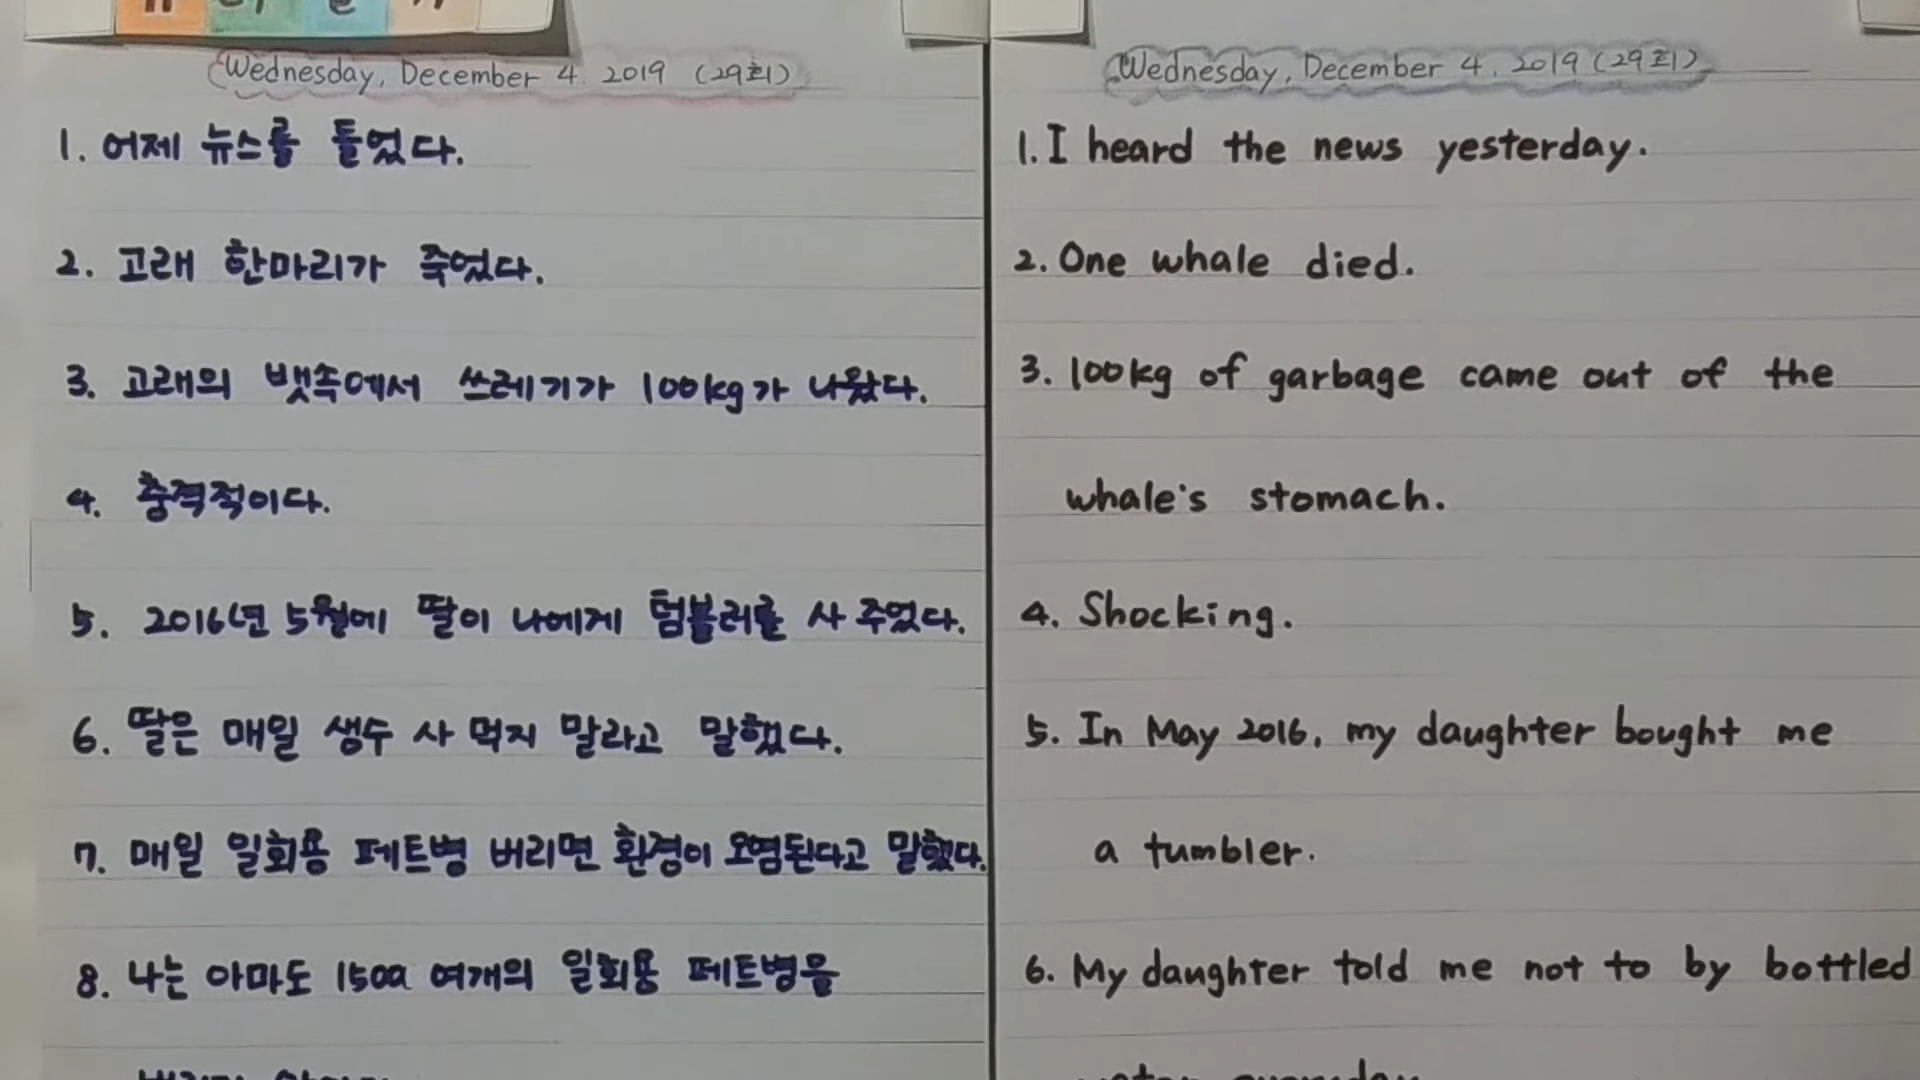 Wednesday, December 4. 2019 (29회)
1. 어제 뉴스를 들었다.
2. 고래 한마리가 죽었다.
3. 고래의 뱃속에서 쓰레기가 100kg가 나왔다.
4. 충격적이다.
5. 2016년 5월에 딸이 나에게 텀블러를 사 주었다.
6. 딸은 매일 생수 사 먹지 말라고 말했다.
7. 매일 일회용 페트병 버리면 환경이 오염된다고 말했다.
8. 나는 아마도 1500 여개의 일회용 페트병을
Wednesday, December 4. 2019 (29회)
1. I heard the news yesterday.
2. One whale died.
3. 100kg of garbage came out of the
whale's stomach.
4. Shocking.
5. In May 2016, my daughter bought me
a tumbler.
6. My daughter told me not to by bottled
water everyday